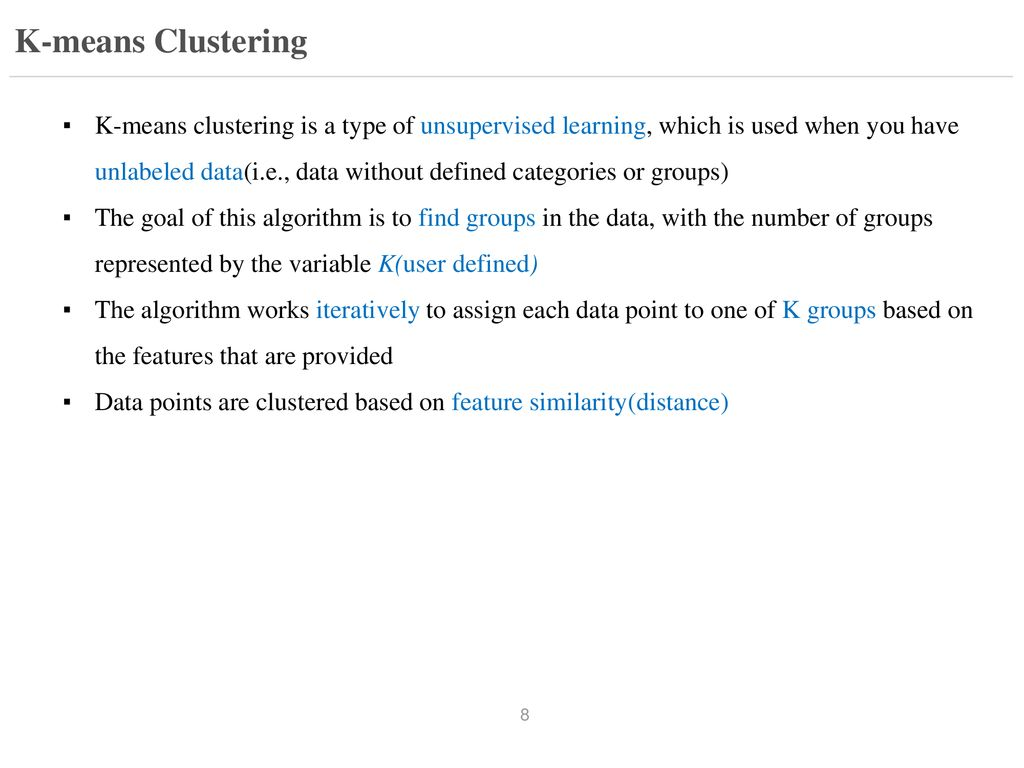 K-means Clustering
▪ K-means clustering is a type of unsupervised learning, which is used when you have
unlabeled data(i.e., data without defined categories or groups)
▪ The goal of this algorithm is to find groups in the data, with the number of groups
represented by the variable K(user defined)
▪ The algorithm works iteratively to assign each data point to one of K groups based on
the features that are provided
▪ Data points are clustered based on feature similarity(distance)
8